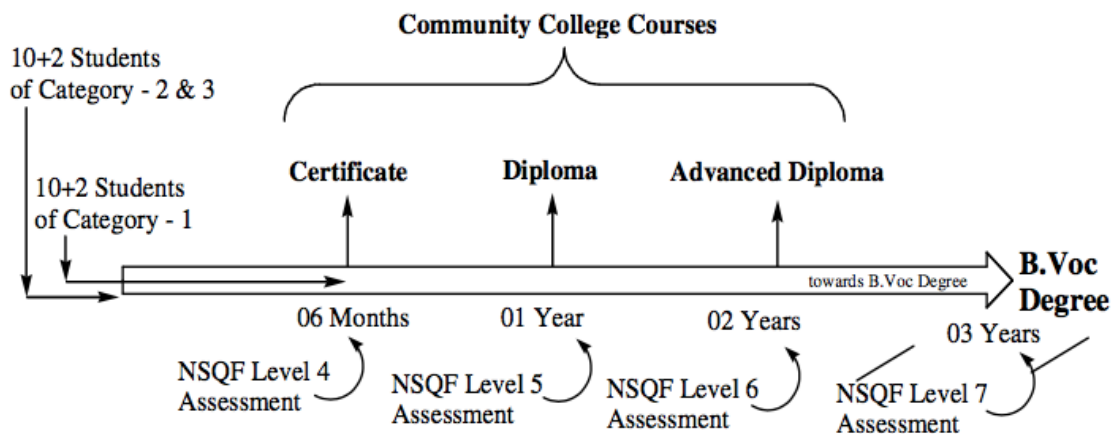 Community College Courses
10+2 Students
of Category - 2 & 3
10+2 Students
of Category - 1
Certificate
Diploma
Advanced Diploma
towards B.Voc Degree
B.Voc
Degree
06 Months
01 Year
02 Years
03 Years
NSQF Level 4
Assessment
NSQF Level 5
Assessment
NSQF Level 6
Assessment
NSQF Level 7
Assessment